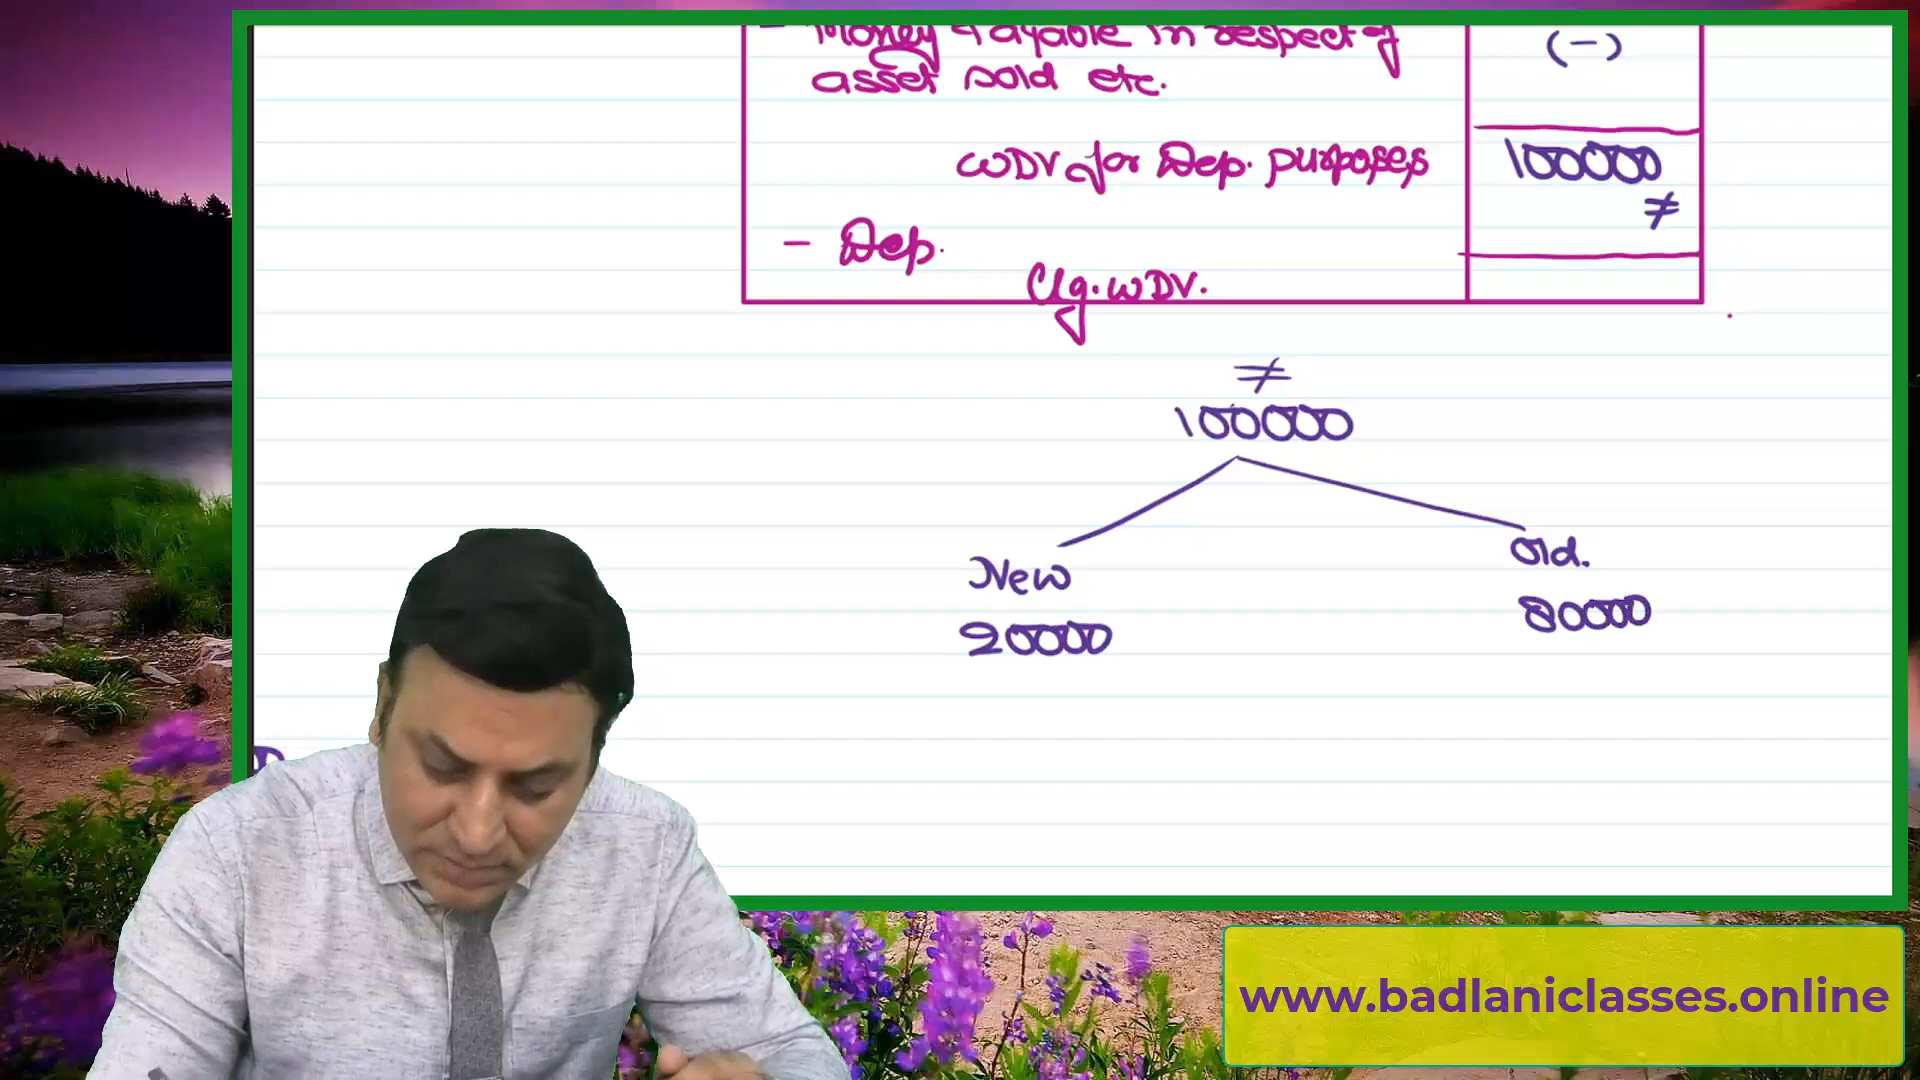 - Money Payable in respect of
asset sold etc.
(-)
WDV for Dep. purposes
100000
≠
- Dep.
Clg. WDV.
≠
100000
New
Old.
20000
80000
www.badlaniclasses.online